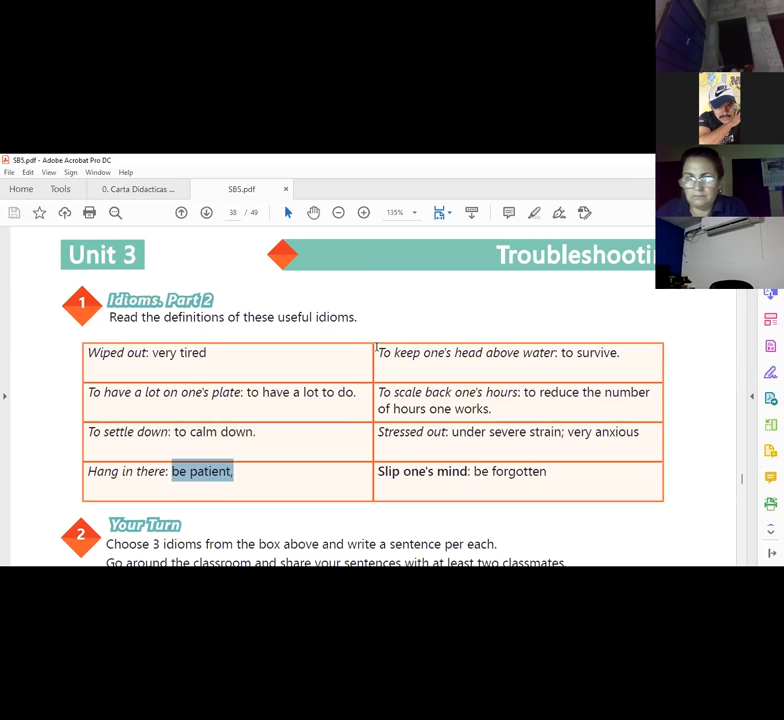 SB5.pdf - Adobe Acrobat Pro DC
File Edit View Sign Window Help
Home Tools 0. Carta Didacticas ... SB5.pdf ×
38 / 49 135%
Unit 3 Troubleshooti
1 Idioms. Part 2
Read the definitions of these useful idioms.
Wiped out: very tired To keep one's head above water: to survive.
To have a lot on one's plate: to have a lot to do. To scale back one's hours: to reduce the number
of hours one works.
To settle down: to calm down. Stressed out: under severe strain; very anxious
Hang in there: be patient, Slip one's mind: be forgotten
2 Your Turn
Choose 3 idioms from the box above and write a sentence per each.
Go around the classroom and share your sentences with at least two classmates.